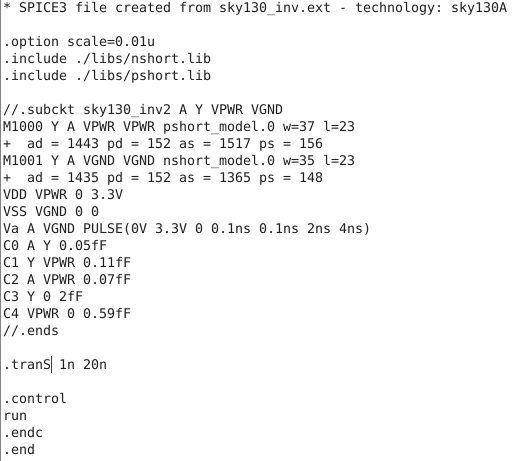 * SPICE3 file created from sky130_inv.ext - technology: sky130A
.option scale=0.01u
.include ./libs/nshort.lib
.include ./libs/pshort.lib
//.subckt sky130_inv2 A Y VPWR VGND
M1000 Y A VPWR VPWR pshort_model.0 w=37 l=23
+  ad = 1443 pd = 152 as = 1517 ps = 156
M1001 Y A VGND VGND nshort_model.0 w=35 l=23
+  ad = 1435 pd = 152 as = 1365 ps = 148
VDD VPWR 0 3.3V
VSS VGND 0 0
Va A VGND PULSE(0V 3.3V 0 0.1ns 0.1ns 2ns 4ns)
C0 A Y 0.05fF
C1 Y VPWR 0.11fF
C2 A VPWR 0.07fF
C3 Y 0 2fF
C4 VPWR 0 0.59fF
//.ends
.tranS 1n 20n
.control
run
.endc
.end